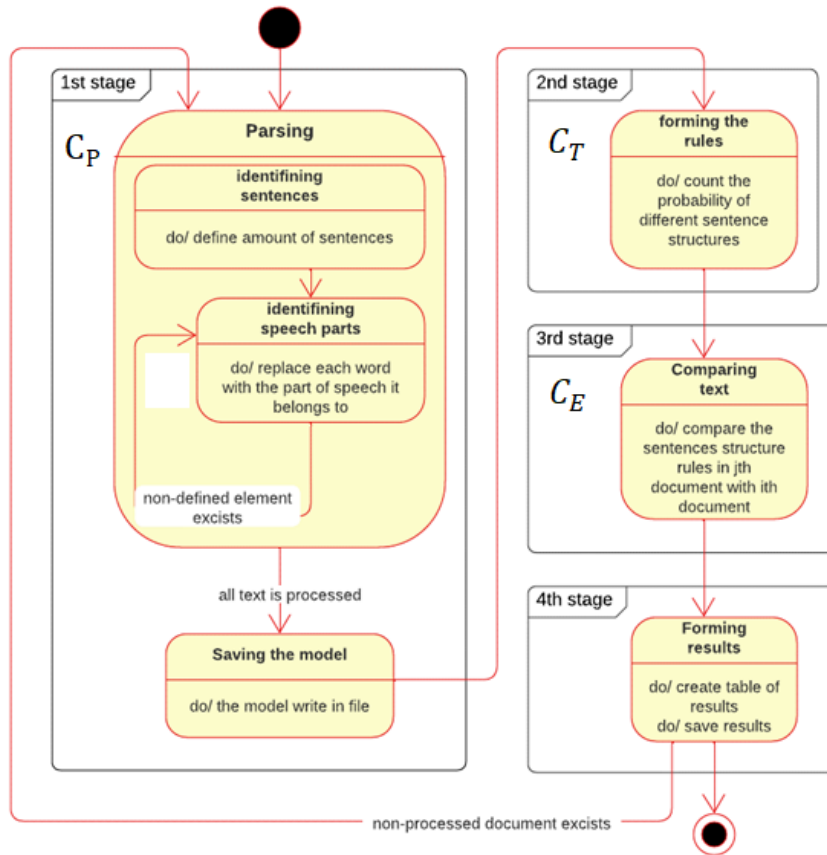 1st stage
C_P
Parsing
identifining
sentences
do/ define amount of sentences
identifining
speech parts
do/ replace each word
with the part of speech it
belongs to
non-defined element
excists
all text is processed
Saving the model
do/ the model write in file
2nd stage
C_T
forming the
rules
do/ count the
probability of
different sentence
structures
3rd stage
C_E
Comparing
text
do/ compare the
sentences structure
rules in jth
document with ith
document
4th stage
Forming
results
do/ create table of
results
do/ save results
non-processed document excists